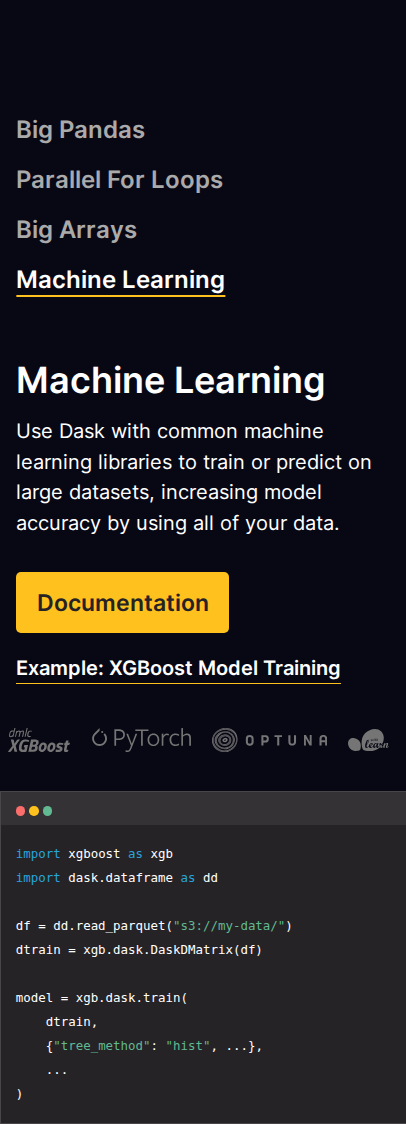 Big Pandas
Parallel For Loops
Big Arrays
Machine Learning
Machine Learning
Use Dask with common machine
learning libraries to train or predict on
large datasets, increasing model
accuracy by using all of your data.
Documentation
Example: XGBoost Model Training
dmlc
XGBoost
PyTorch
OPTUNA
learn
import xgboost as xgb
import dask.dataframe as dd
df = dd.read_parquet("s3://my-data/")
dtrain = xgb.dask.DaskDMatrix(df)
model = xgb.dask.train(
    dtrain,
    {"tree_method": "hist", ...},
    ...
)